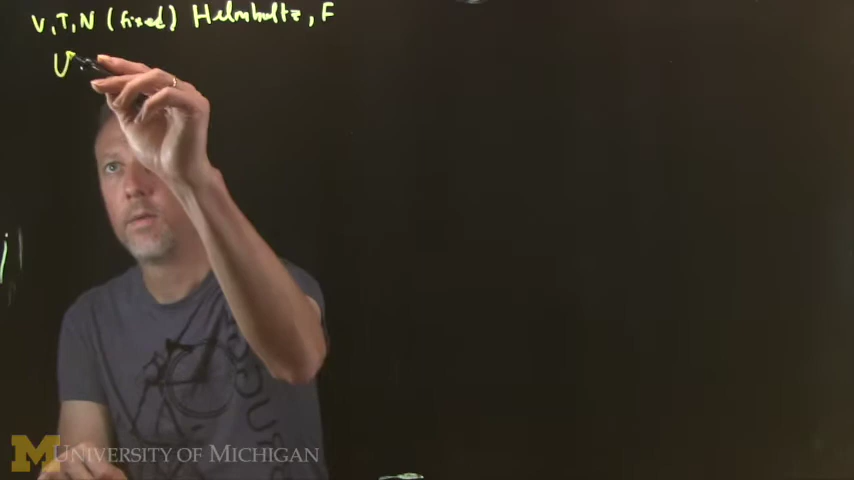 V, T, N (fixed) Helmholtz, F
U
M UNIVERSITY OF MICHIGAN